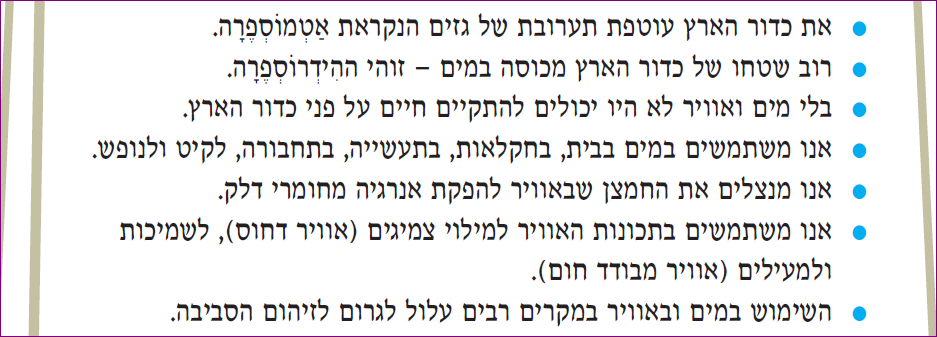 • את כדור הארץ עוטפת תערובת של גזים הנקראת אַטְמוֹסְפֶרָה.
• רוב שטחו של כדור הארץ מכוסה במים – זוהי ההִידְרוֹסְפֶרָה.
• בלי מים ואוויר לא היו יכולים להתקיים חיים על פני כדור הארץ.
• אנו משתמשים במים בבית, בחקלאות, בתעשייה, בתחבורה, לקיט ולנופש.
• אנו מנצלים את החמצן שבאוויר להפקת אנרגיה מחומרי דלק.
• אנו משתמשים בתכונות האוויר למילוי צמיגים (אוויר דחוס), לשמיכות
ולמעילים (אוויר מבודד חום).
• השימוש במים ובאוויר במקרים רבים עלול לגרום לזיהום הסביבה.